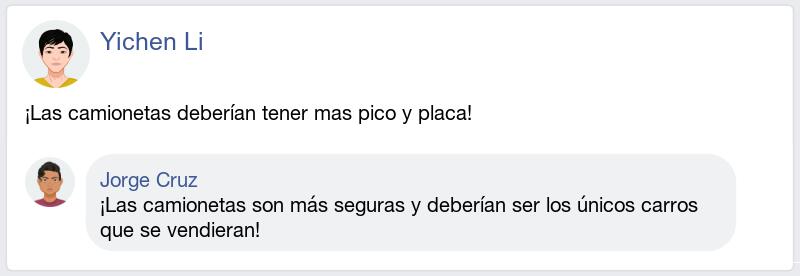 Yichen Li
¡Las camionetas deberían tener mas pico y placa!
Jorge Cruz
¡Las camionetas son más seguras y deberían ser los únicos carros
que se vendieran!